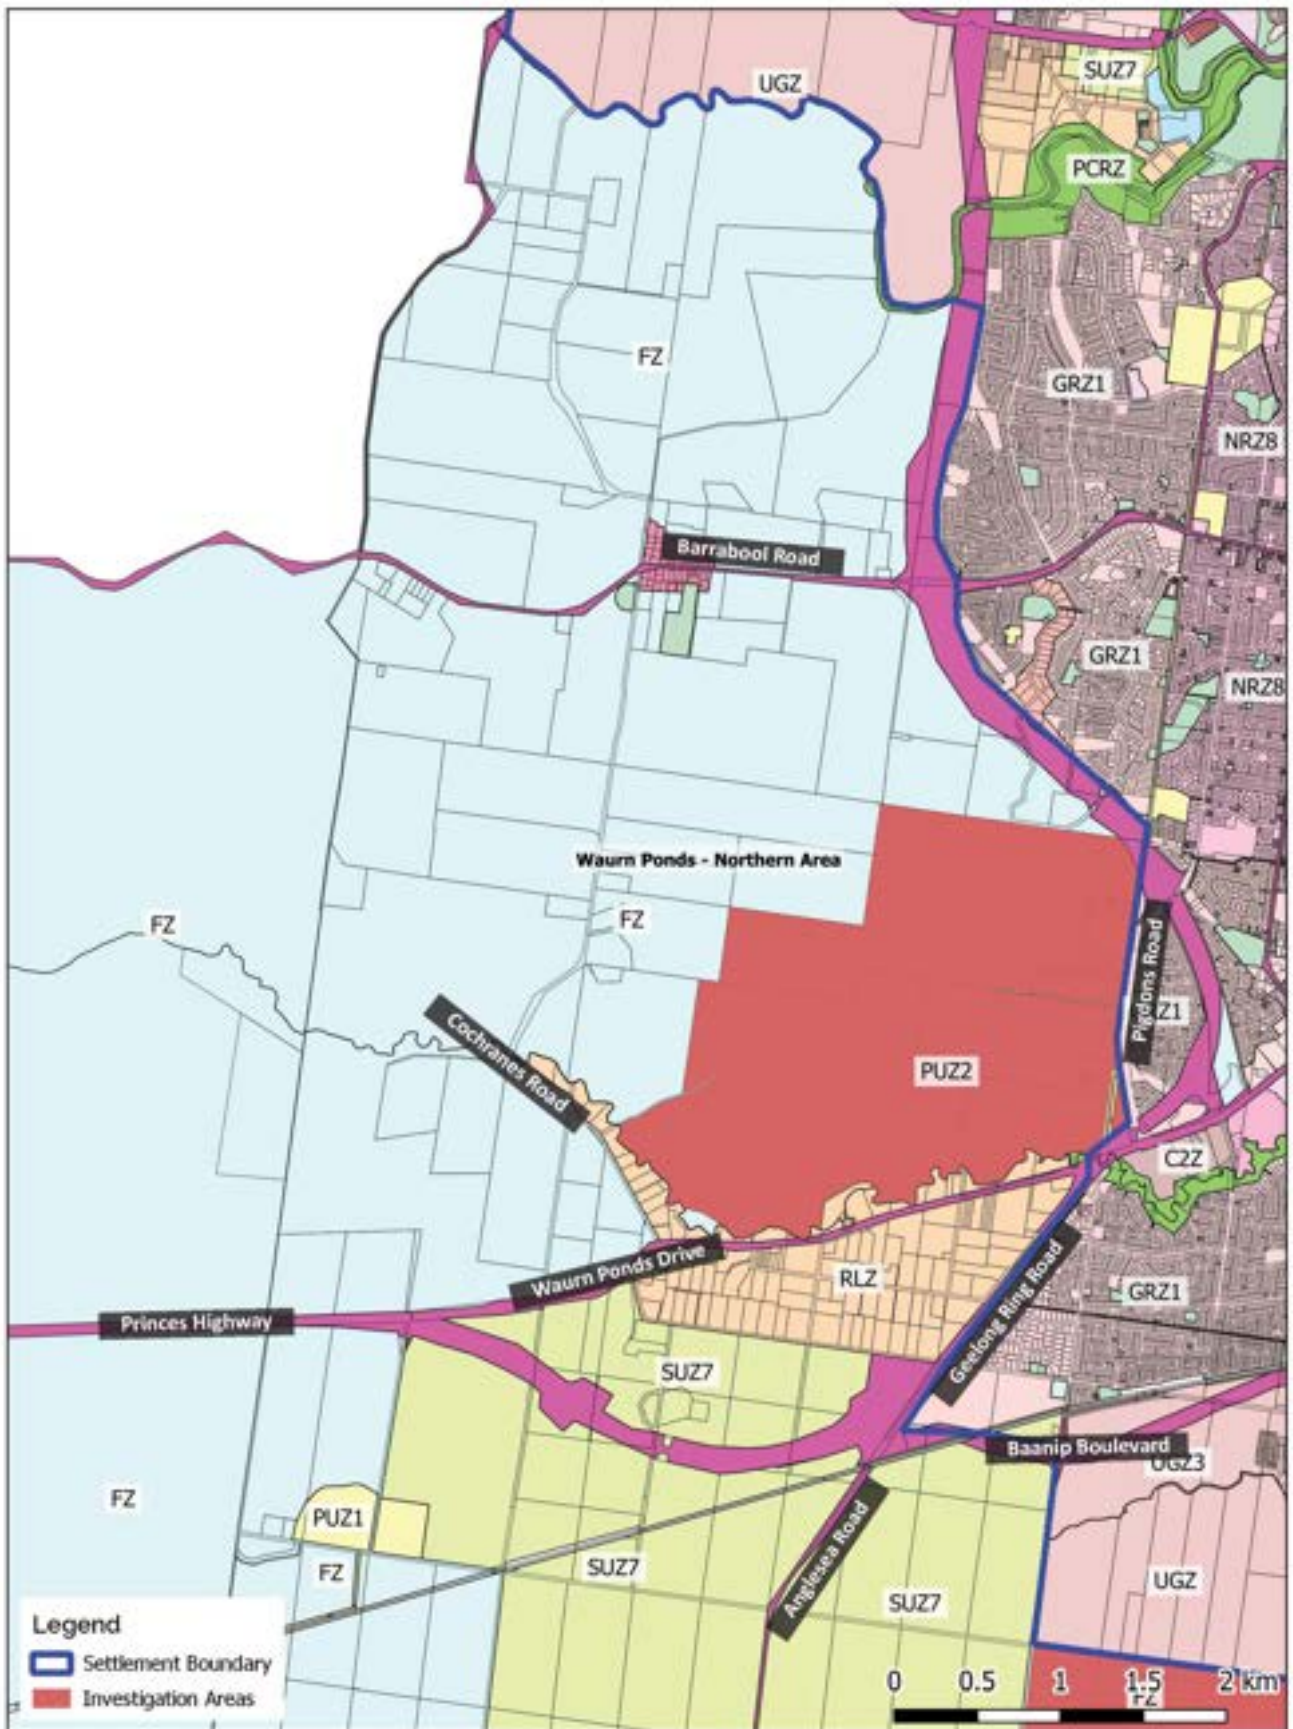 UGZ
SUZ7
PCRZ
FZ
GRZ1
NRZ8
Barrabool Road
GRZ1
NRZ8
Waurn Ponds - Northern Area
FZ
FZ
Pigdons Road
Z1
Cochranes Road
PUZ2
C2Z
Waurn Ponds Drive
RLZ
Geelong Ring Road
GRZ1
Princes Highway
SUZ7
Baanip Boulevard
UGZ3
FZ
PUZ1
Anglesea Road
FZ
SUZ7
SUZ7
UGZ
Legend
Settlement Boundary
Investigation Areas
0 0.5 1 1.5 2 km
FZ